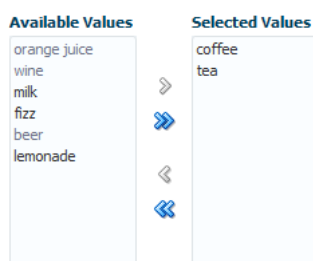 Available Values
orange juice
wine
milk
fizz
beer
lemonade
Selected Values
coffee
tea